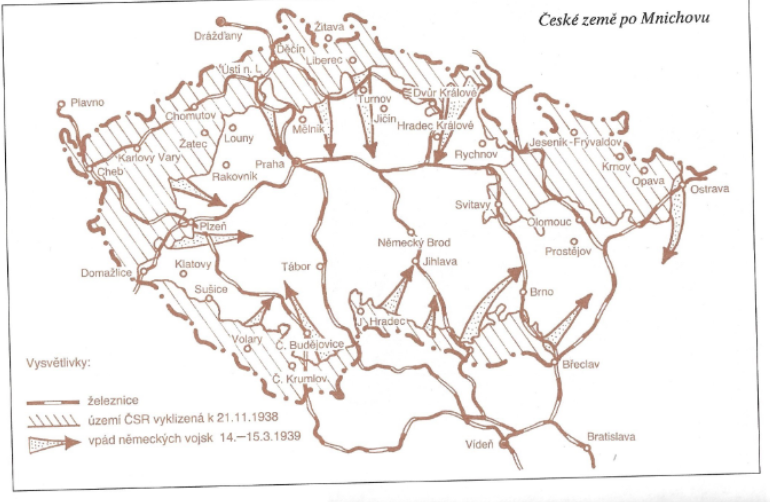 České země po Mnichovu
Drážďany
Žitava
Děčín
Liberec
Ústí n. L.
Plavno
Chomutov
Turnov
Dvůr Králové
Jičín
Mělník
Hradec Králové
Louny
Žatec
Karlovy Vary
Cheb
Rakovník
Praha
Rychnov
Jeseník-Frývaldov
Krnov
Opava
Ostrava
Svitavy
Olomouc
Plzeň
Německý Brod
Prostějov
Domažlice
Klatovy
Tábor
Jihlava
Sušice
Brno
J. Hradec
Volary
Č. Budějovice
Č. Krumlov
Břeclav
Vysvětlivky:
železnice
území ČSR vyklizená k 21.11.1938
vpád německých vojsk 14.—15.3.1939
Vídeň
Bratislava